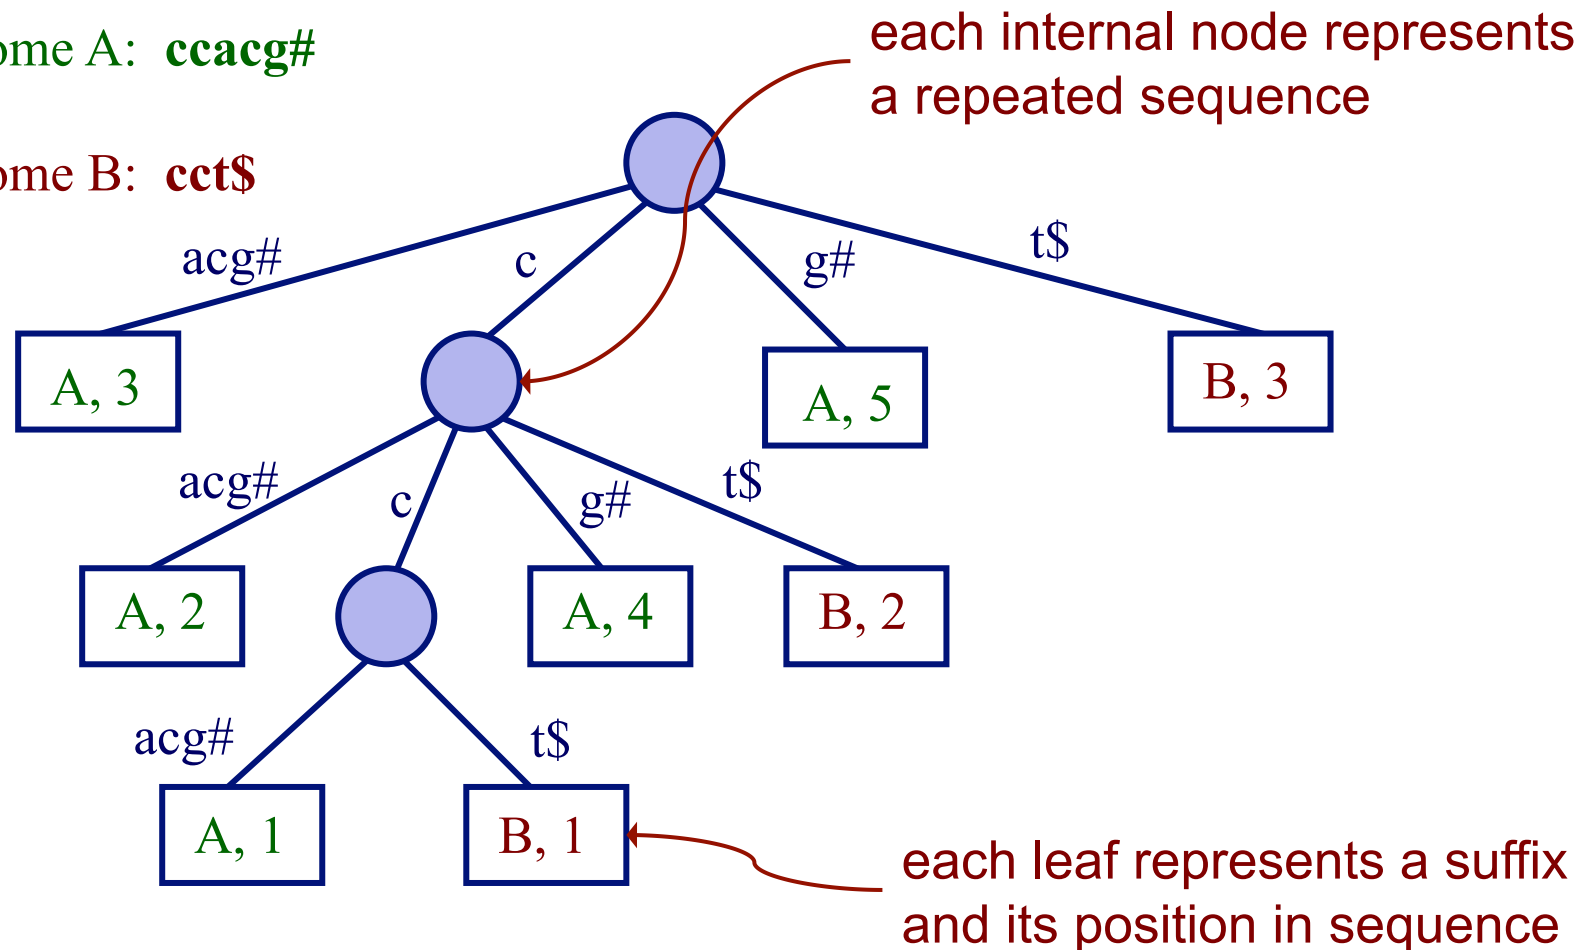 ome A: ccacg#
each internal node represents
a repeated sequence
ome B: cct$
acg#
c
g#
t$
A, 3
A, 5
B, 3
acg#
c
g#
t$
A, 2
A, 4
B, 2
acg#
t$
A, 1
B, 1
each leaf represents a suffix
and its position in sequence